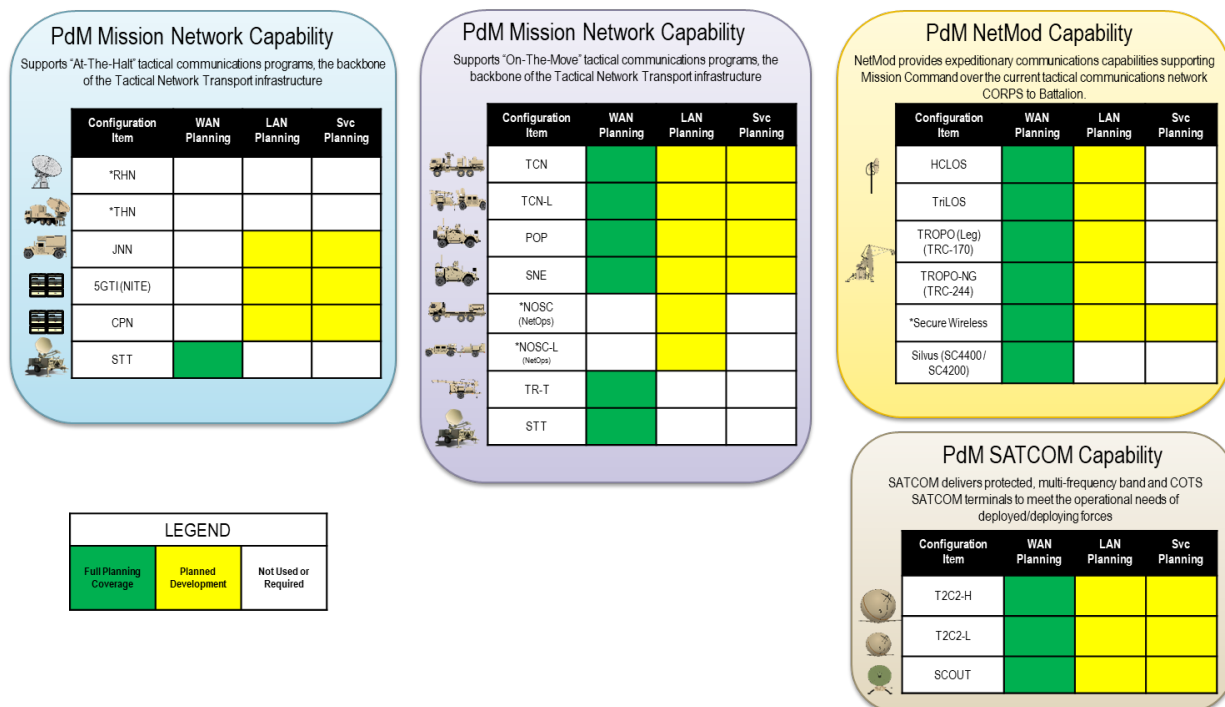 PdM Mission Network Capability
Supports “At-The-Halt” tactical communications programs, the backbone
of the Tactical Network Transport infrastructure
Configuration Item WAN Planning LAN Planning Svc Planning
*RHN
*THN
JNN
5GTI (NITE)
CPN
STT
PdM Mission Network Capability
Supports “On-The-Move” tactical communications programs, the
backbone of the Tactical Network Transport infrastructure
Configuration Item WAN Planning LAN Planning Svc Planning
TCN
TCN-L
POP
SNE
*NOSC
(NetOps)
*NOSC-L
(NetOps)
TR-T
STT
PdM NetMod Capability
NetMod provides expeditionary communications capabilities supporting
Mission Command over the current tactical communications network
CORPS to Battalion.
Configuration Item WAN Planning LAN Planning Svc Planning
HCLOS
TriLOS
TROPO (Leg)
(TRC-170)
TROPO-NG
(TRC-244)
*Secure Wireless
Silvus (SC4400 /
SC4200)
PdM SATCOM Capability
SATCOM delivers protected, multi-frequency band and COTS
SATCOM terminals to meet the operational needs of
deployed/deploying forces
Configuration Item WAN Planning LAN Planning Svc Planning
T2C2-H
T2C2-L
SCOUT
LEGEND
Full Planning Coverage Planned Development Not Used or Required